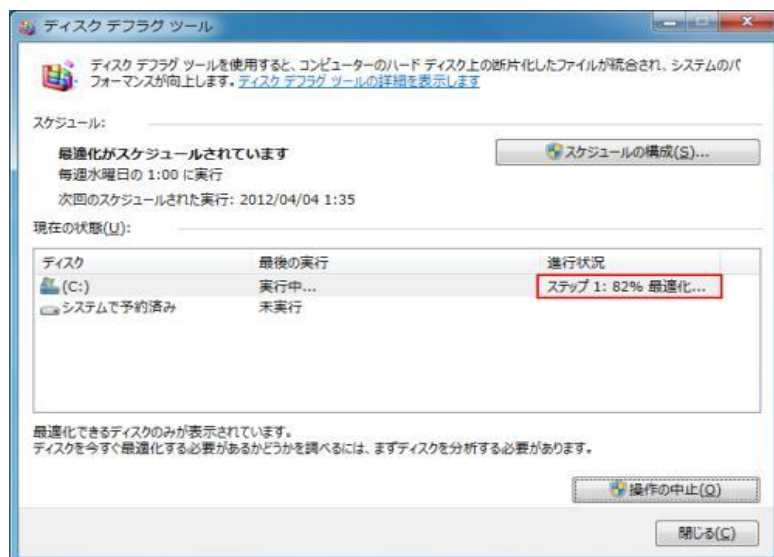 ディスク デフラグ ツール
ディスク デフラグ ツールを使用すると、コンピューターのハード ディスク上の断片化したファイルが統合され、システムのパ
フォーマンスが向上します。ディスク デフラグ ツールの詳細を表示します
スケジュール:
最適化がスケジュールされています
スケジュールの構成(S)...
毎週水曜日の 1:00 に実行
次回のスケジュールされた実行: 2012/04/04 1:35
現在の状態(U):
ディスク 最後の実行 進行状況
(C:) 実行中... ステップ 1: 82% 最適化...
システムで予約済み 未実行
最適化できるディスクのみが表示されています。
ディスクを今すぐ最適化する必要があるかどうかを調べるには、まずディスクを分析する必要があります。
操作の中止(O)
閉じる(C)